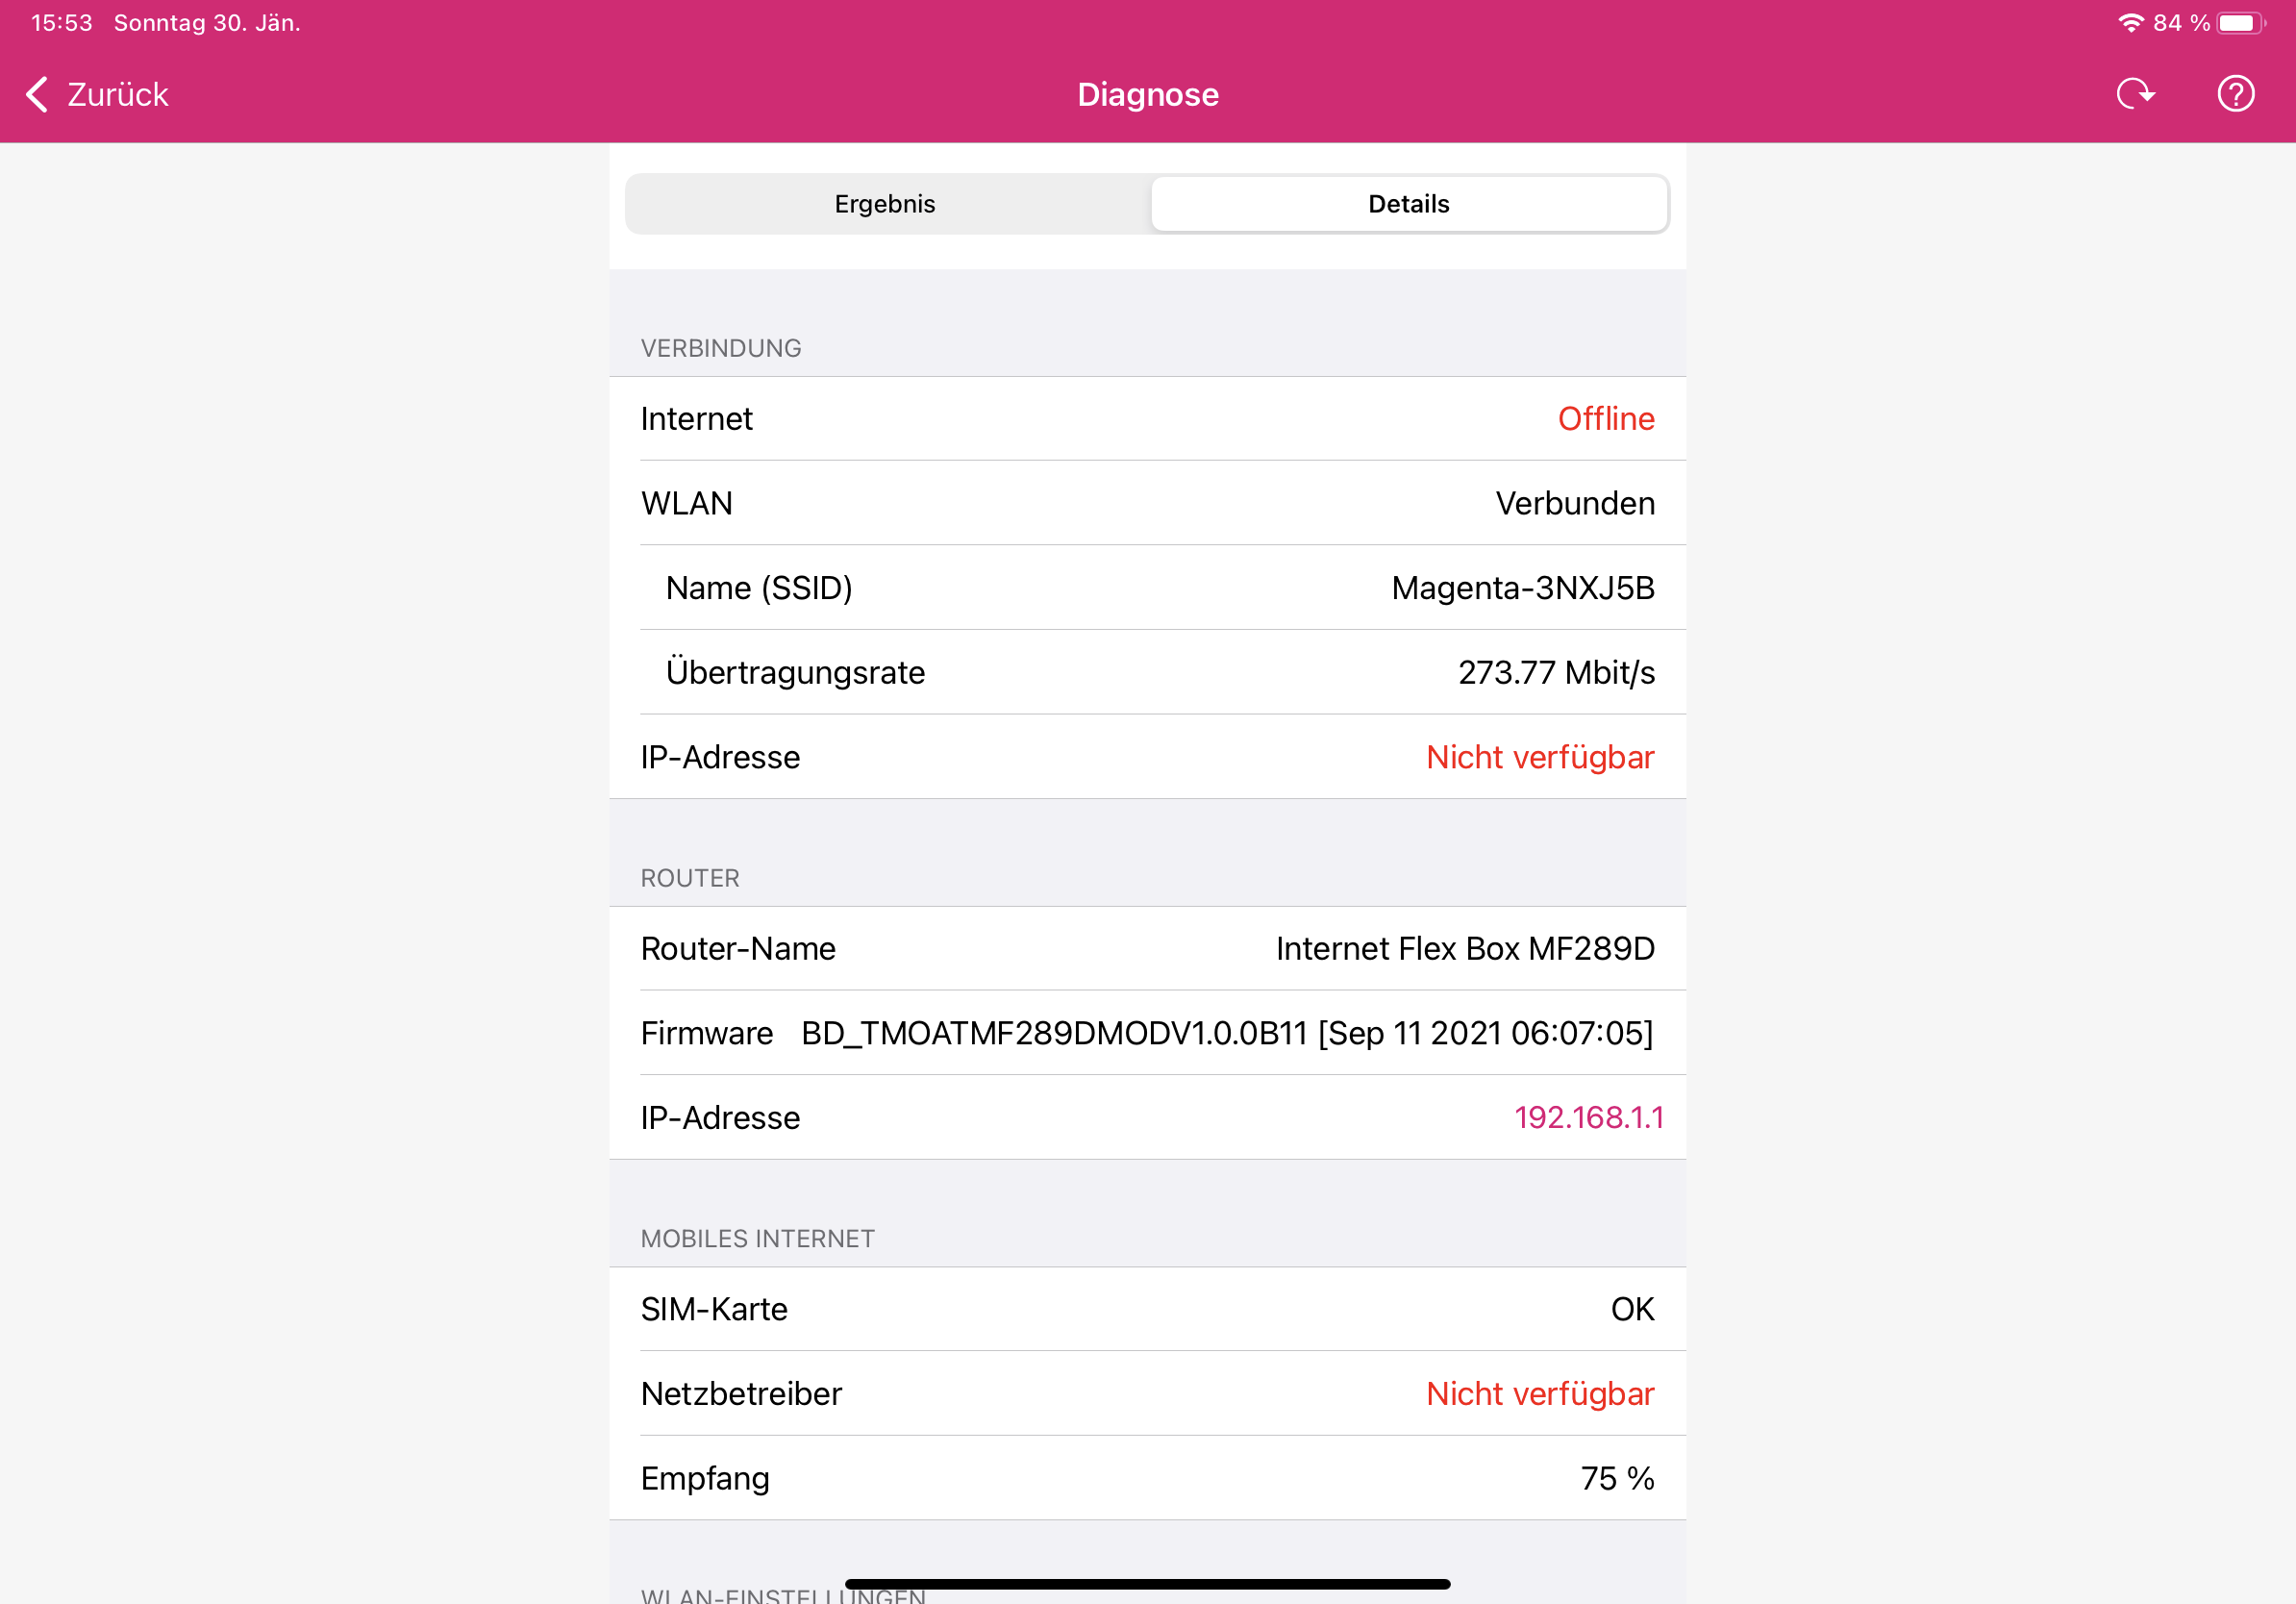 15:53 Sonntag 30. Jän. 84 %
Zurück Diagnose
Ergebnis Details
VERBINDUNG
Internet Offline
WLAN Verbunden
Name (SSID) Magenta-3NXJ5B
Übertragungsrate 273.77 Mbit/s
IP-Adresse Nicht verfügbar
ROUTER
Router-Name Internet Flex Box MF289D
Firmware BD_TMOATMF289DMODV1.0.0B11 [Sep 11 2021 06:07:05]
IP-Adresse 192.168.1.1
MOBILES INTERNET
SIM-Karte OK
Netzbetreiber Nicht verfügbar
Empfang 75 %
WLAN-EINSTELLUNGEN